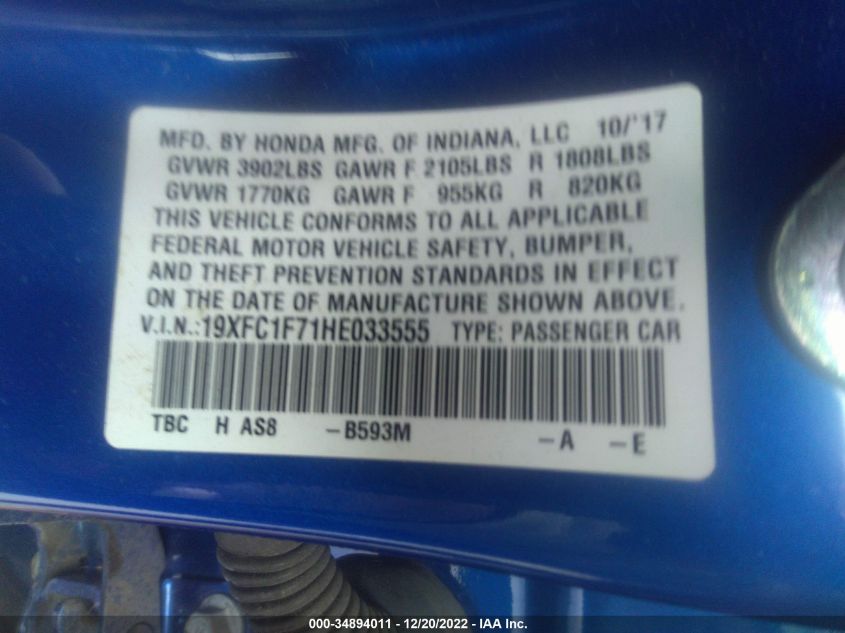 MFD. BY HONDA MFG. OF INDIANA, LLC 10/'17
GVWR 3902LBS GAWR F 2105LBS R 1808LBS
GVWR 1770KG GAWR F 955KG R 820KG
THIS VEHICLE CONFORMS TO ALL APPLICABLE
FEDERAL MOTOR VEHICLE SAFETY, BUMPER,
AND THEFT PREVENTION STANDARDS IN EFFECT
ON THE DATE OF MANUFACTURE SHOWN ABOVE.
V.I.N.:19XFC1F71HE033555 TYPE: PASSENGER CAR
TBC H AS8 -B593M -A -E
000-34894011 - 12/20/2022 - IAA Inc.